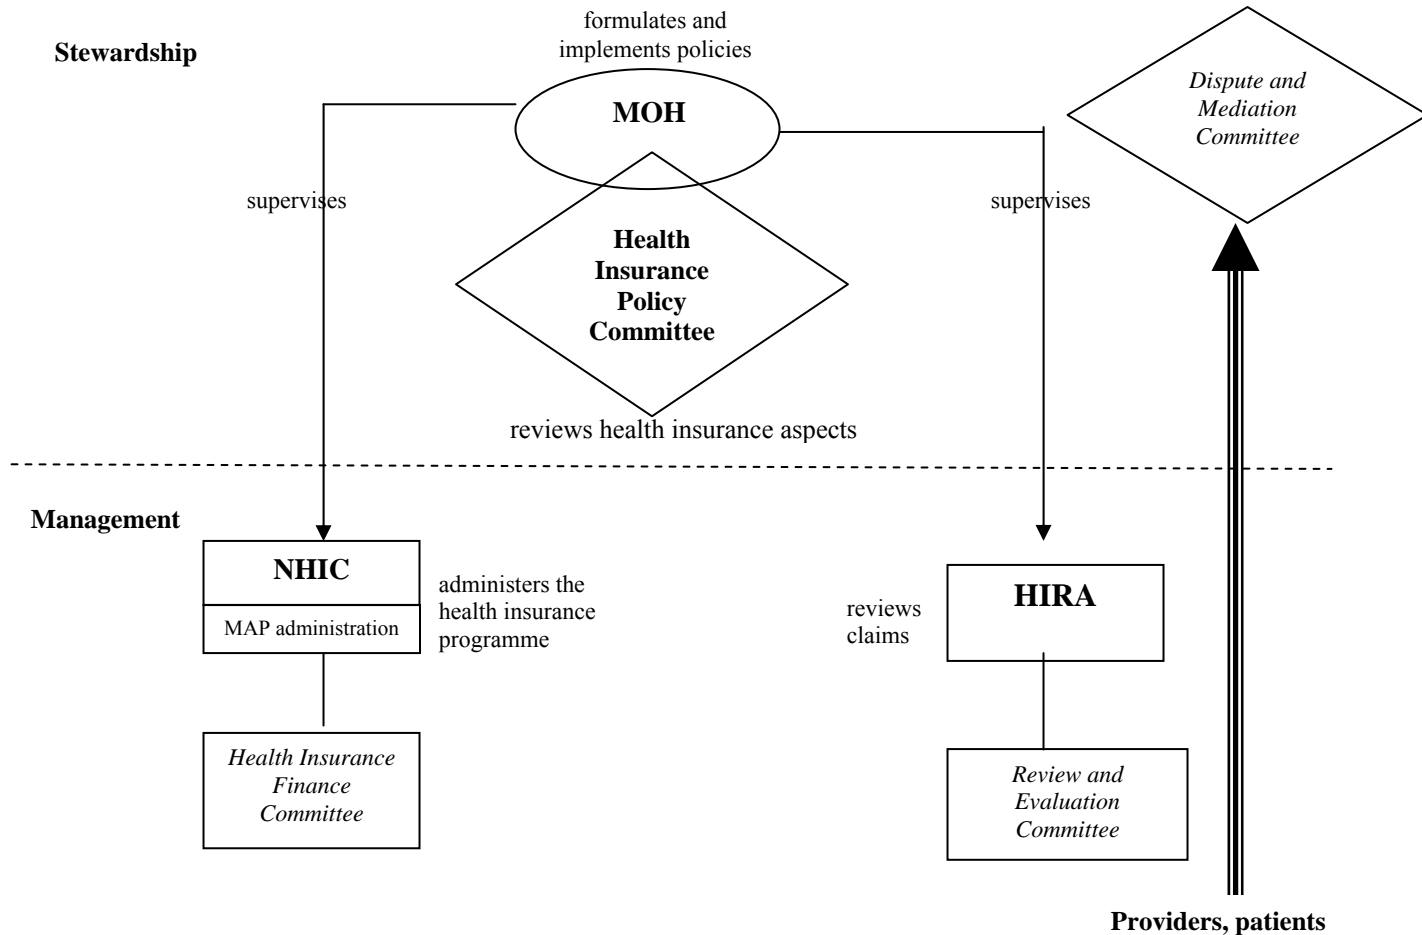 formulates and
implements policies
Stewardship
MOH
Dispute and
Mediation
Committee
supervises
supervises
Health
Insurance
Policy
Committee
reviews health insurance aspects
Management
NHIC
MAP administration
administers the
health insurance
programme
reviews
claims
HIRA
Health Insurance
Finance
Committee
Review and
Evaluation
Committee
Providers, patients